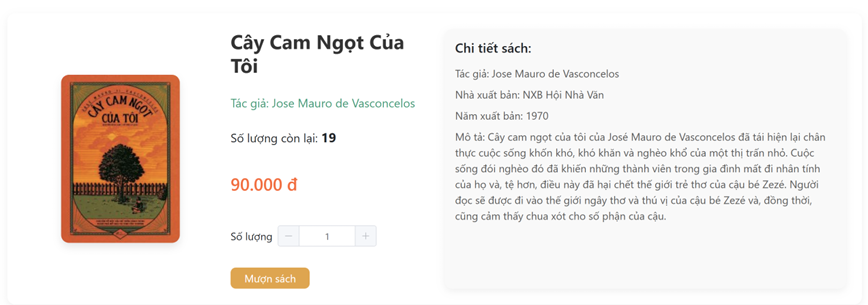 CÂY CAM NGỌT
CỦA TÔI
Cây Cam Ngọt Của
Tôi
Tác giả: Jose Mauro de Vasconcelos
Số lượng còn lại: 19
90.000 đ
Số lượng − 1 +
Mượn sách
Chi tiết sách:
Tác giả: Jose Mauro de Vasconcelos
Nhà xuất bản: NXB Hội Nhà Văn
Năm xuất bản: 1970
Mô tả: Cây cam ngọt của tôi của José Mauro de Vasconcelos đã tái hiện lại chân
thực cuộc sống khốn khó, khó khăn và nghèo khổ của một thị trấn nhỏ. Cuộc
sống đói nghèo đó đã khiến những thành viên trong gia đình mất đi nhân tính
của họ và, tệ hơn, điều này đã hại chết thế giới trẻ thơ của cậu bé Zezé. Người
đọc sẽ được đi vào thế giới ngây thơ và thú vị của cậu bé Zezé và, đồng thời,
cũng cảm thấy chua xót cho số phận của cậu.